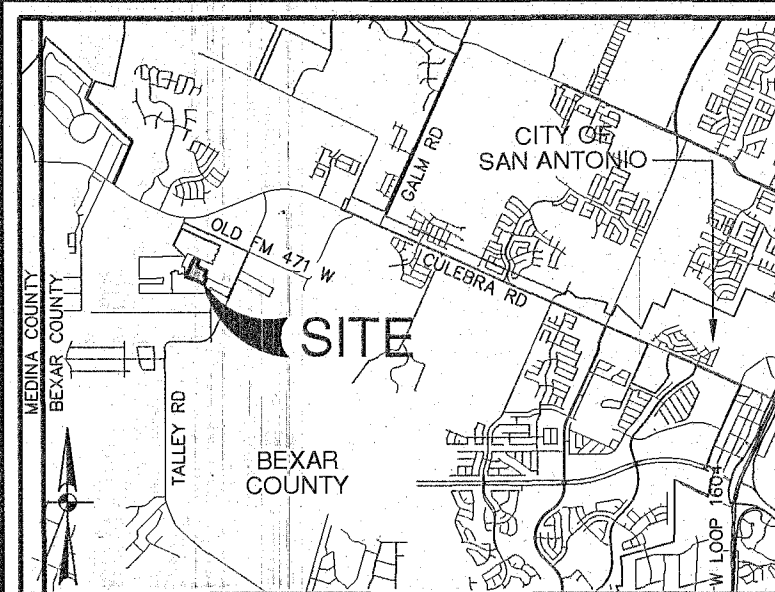 CITY OF
SAN ANTONIO
GALM RD
OLD FM 471 W
CULEBRA RD
SITE
MEDINA COUNTY
BEXAR COUNTY
TALLEY RD
BEXAR
COUNTY
W LOOP 1604